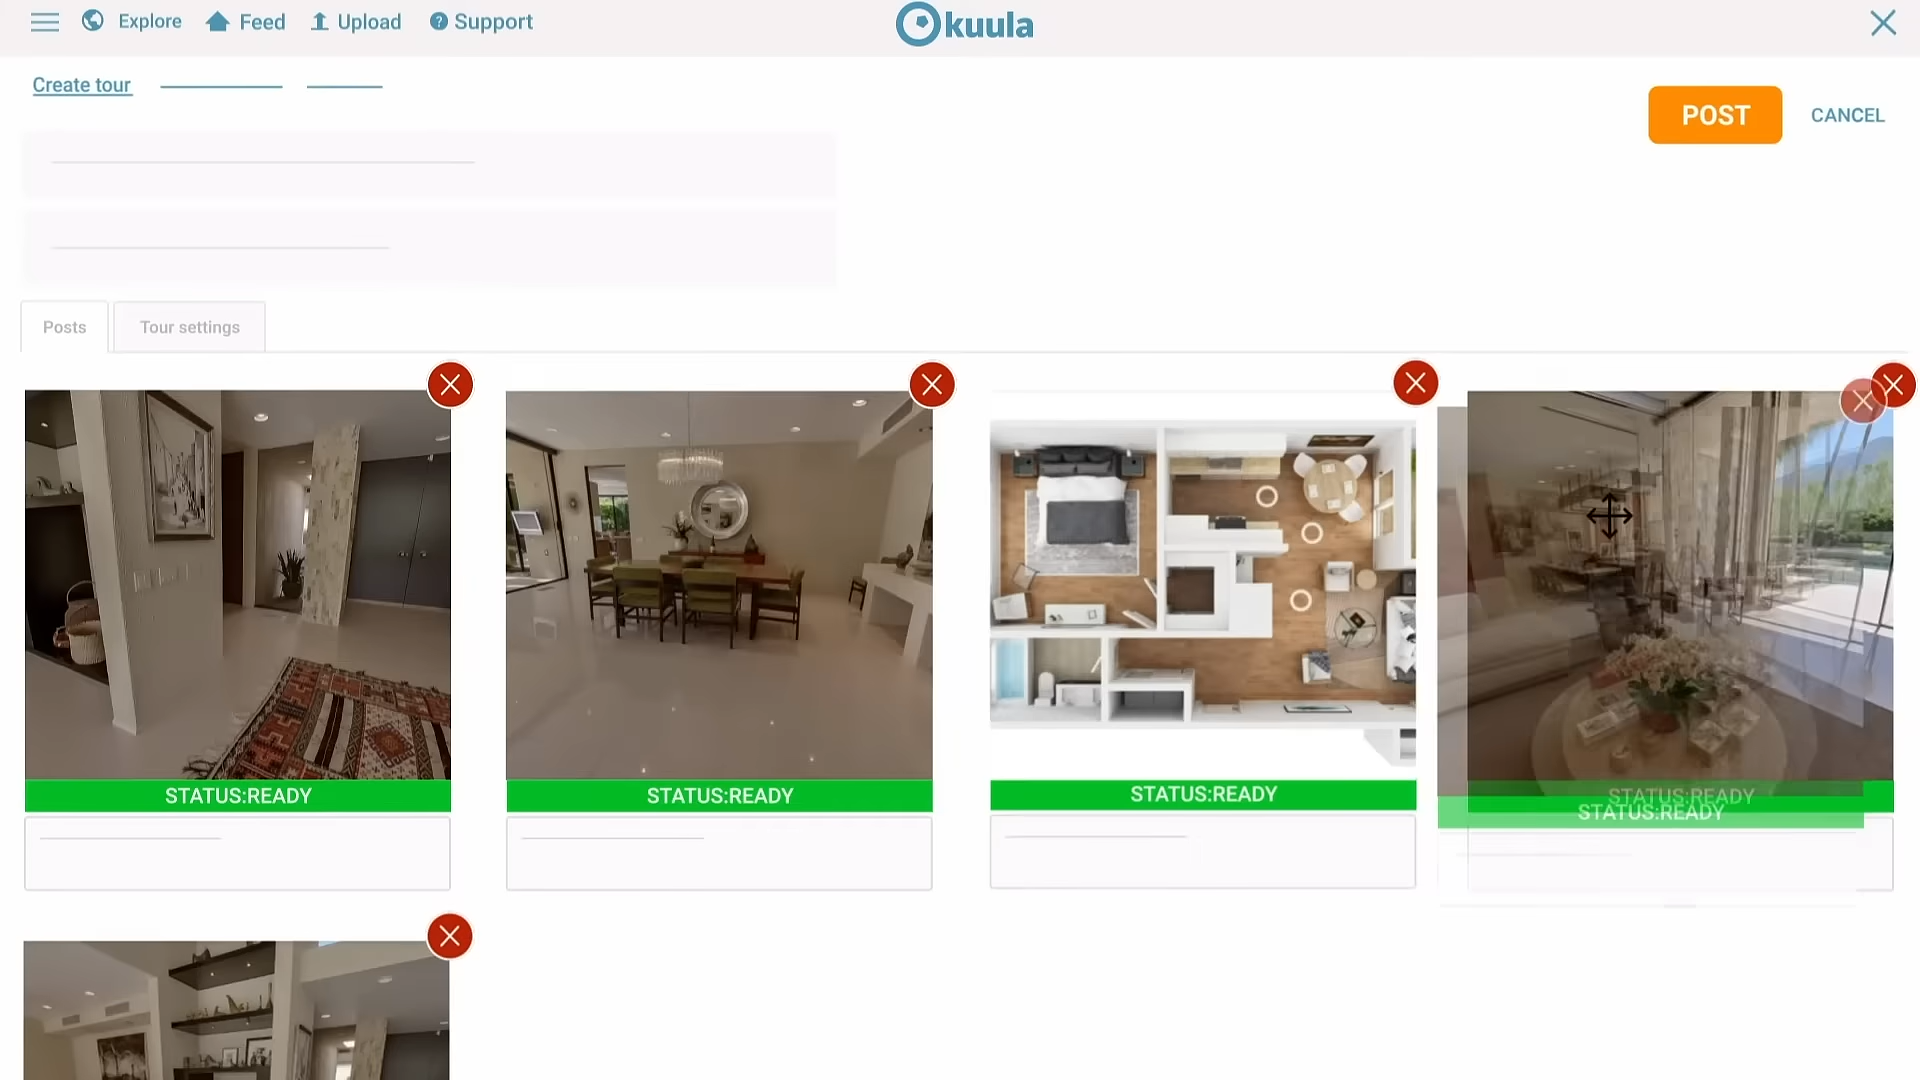 Explore Feed Upload ? Support kuula
Create tour
POST CANCEL
Posts Tour settings
STATUS:READY
STATUS:READY
STATUS:READY
STATUS:READY
STATUS:READY